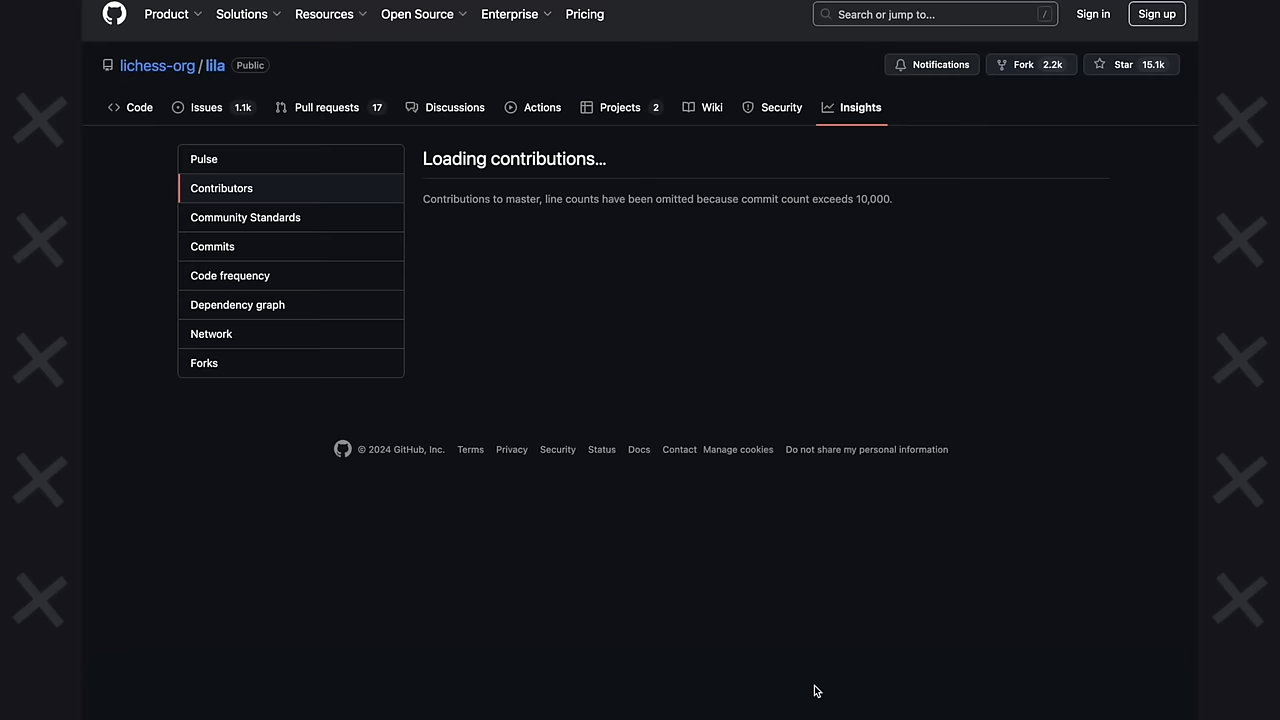 Product Solutions Resources Open Source Enterprise Pricing Search or jump to... / Sign in Sign up
lichess-org / lila Public Notifications Fork 2.2k Star 15.1k
Code Issues 1.1k Pull requests 17 Discussions Actions Projects 2 Wiki Security Insights
Pulse
Contributors
Community Standards
Commits
Code frequency
Dependency graph
Network
Forks
Loading contributions…
Contributions to master, line counts have been omitted because commit count exceeds 10,000.
© 2024 GitHub, Inc. Terms Privacy Security Status Docs Contact Manage cookies Do not share my personal information